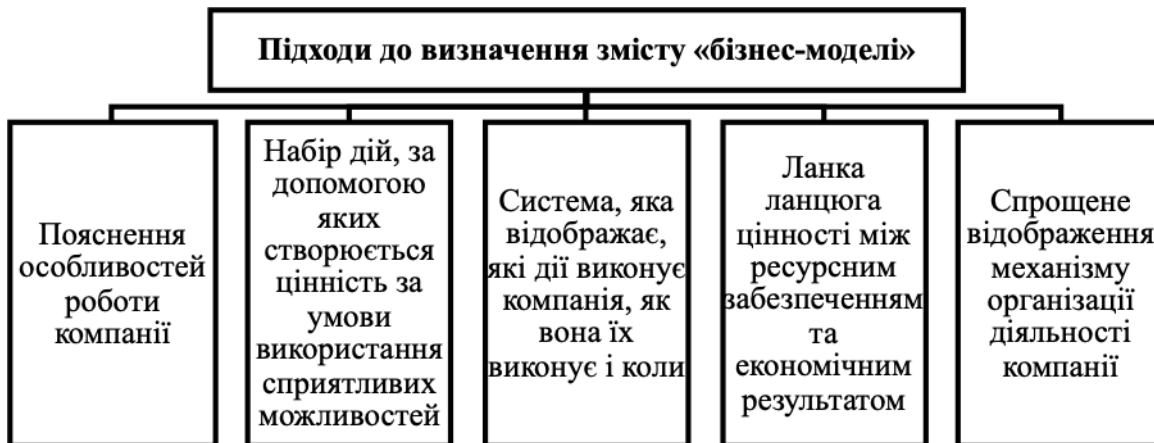 Підходи до визначення змісту «бізнес-моделі»
Пояснення
особливостей
роботи
компанії
Набір дій, за
допомогою
яких
створюється
цінність за
умови
використання
сприятливих
можливостей
Система, яка
відображає,
які дії виконує
компанія, як
вона їх
виконує і коли
Ланка
ланцюга
цінності між
ресурсним
забезпеченням
та
економічним
результатом
Спрощене
відображення
механізму
організації
діяльності
компанії